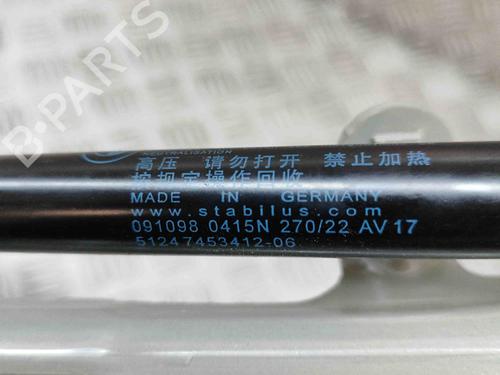 B-PARTS
NEUTRALISATION
高压 请勿打开 禁止加热
按规定操作回收
MADE IN GERMANY
www.stabilus.com
091098 0415N 270/22 AV 17
51247453412-06